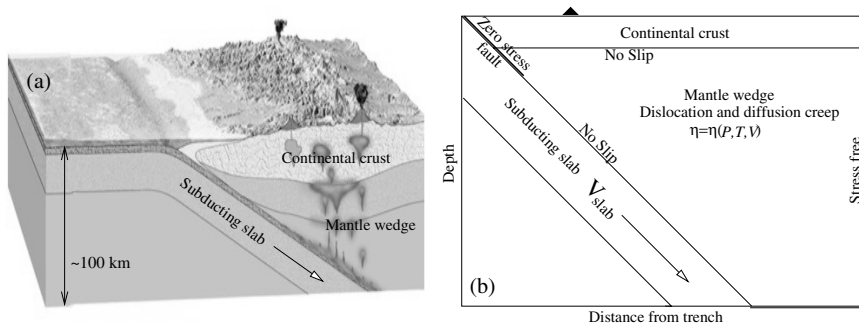 (a)
Continental crust
Subducting slab
Mantle wedge
~100 km
Zero stress
fault
Continental crust
No Slip
Mantle wedge
Dislocation and diffusion creep
η=η(P,T,V)
Subducting slab
No Slip
Vslab
Depth
Stress free
(b)
Distance from trench